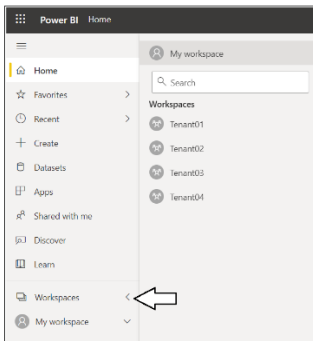 Power BI Home
Home
Favorites
Recent
Create
Datasets
Apps
Shared with me
Discover
Learn
Workspaces
My workspace
My workspace
Search
Workspaces
Tenant01
Tenant02
Tenant03
Tenant04